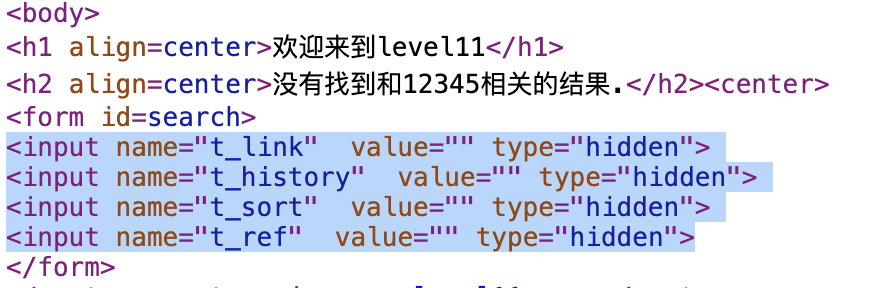 <body>
<h1 align=center>欢迎来到level11</h1>
<h2 align=center>没有找到和12345相关的结果.</h2><center>
<form id=search>
<input name="t_link"  value="" type="hidden">
<input name="t_history"  value="" type="hidden">
<input name="t_sort"  value="" type="hidden">
<input name="t_ref"  value="" type="hidden">
</form>